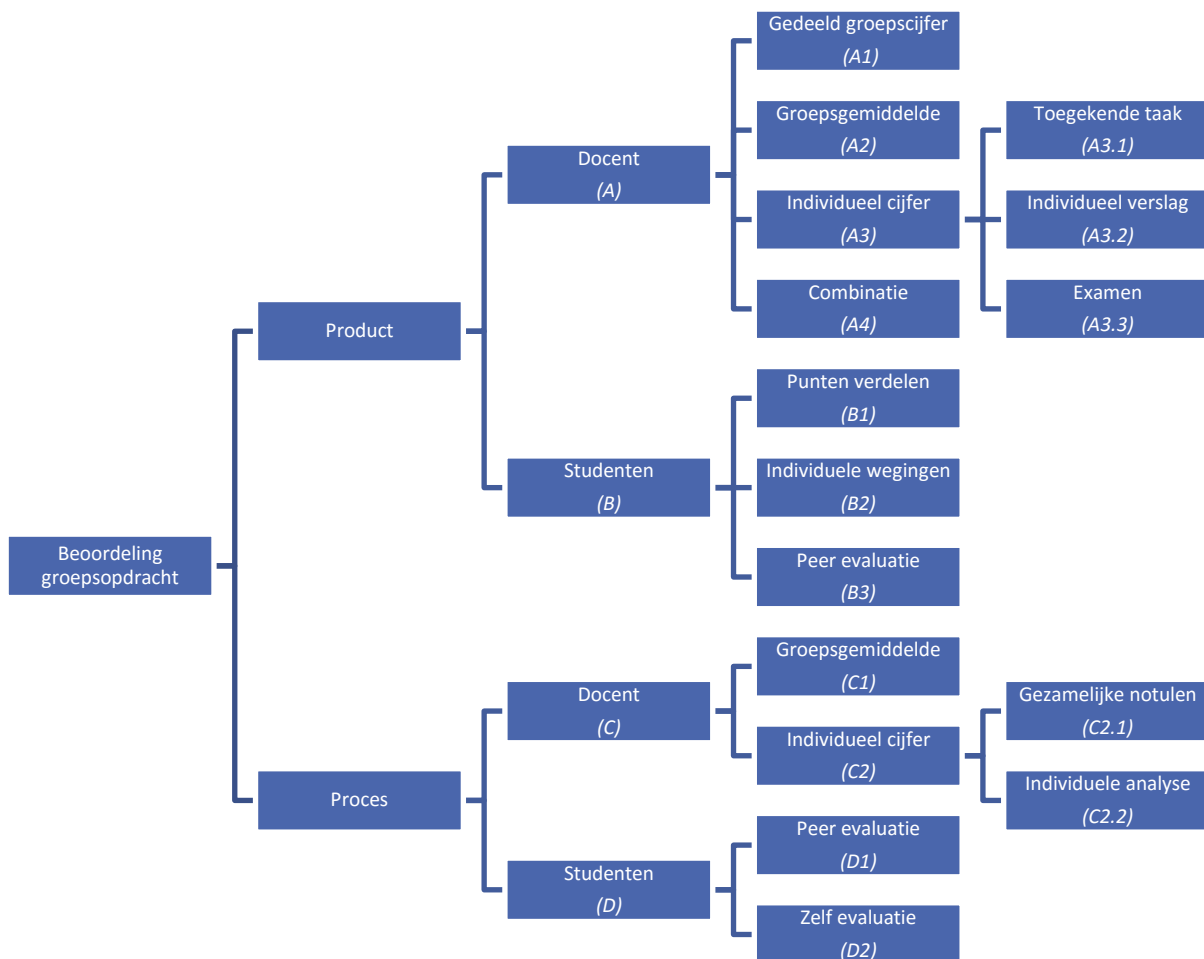 Beoordeling
groepsopdracht
Product
Docent
(A)
Gedeeld groepscijfer
(A1)
Groepsgemiddelde
(A2)
Individueel cijfer
(A3)
Toegekende taak
(A3.1)
Individueel verslag
(A3.2)
Examen
(A3.3)
Combinatie
(A4)
Studenten
(B)
Punten verdelen
(B1)
Individuele wegingen
(B2)
Peer evaluatie
(B3)
Proces
Docent
(C)
Groepsgemiddelde
(C1)
Individueel cijfer
(C2)
Gezamelijke notulen
(C2.1)
Individuele analyse
(C2.2)
Studenten
(D)
Peer evaluatie
(D1)
Zelf evaluatie
(D2)